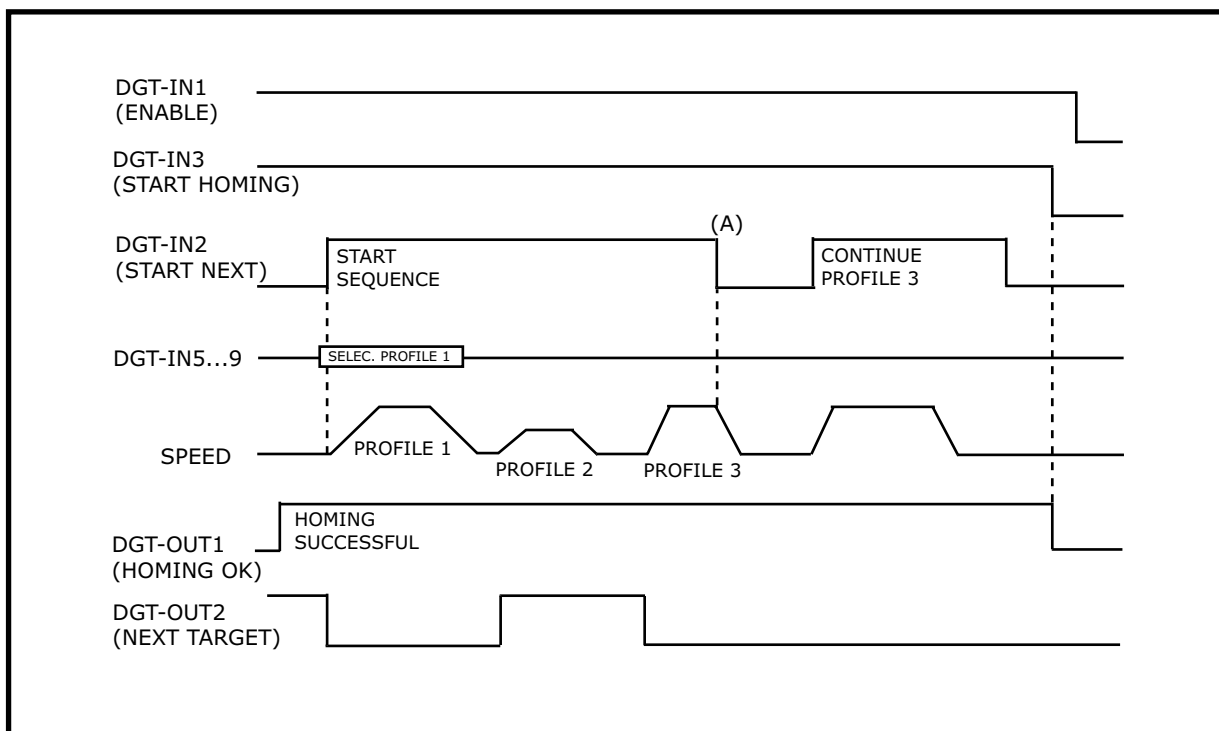 DGT-IN1
(ENABLE)
DGT-IN3
(START HOMING)
(A)
DGT-IN2
(START NEXT)
START
SEQUENCE
CONTINUE
PROFILE 3
DGT-IN5...9
SELEC. PROFILE 1
SPEED
PROFILE 1
PROFILE 2
PROFILE 3
HOMING
SUCCESSFUL
DGT-OUT1
(HOMING OK)
DGT-OUT2
(NEXT TARGET)